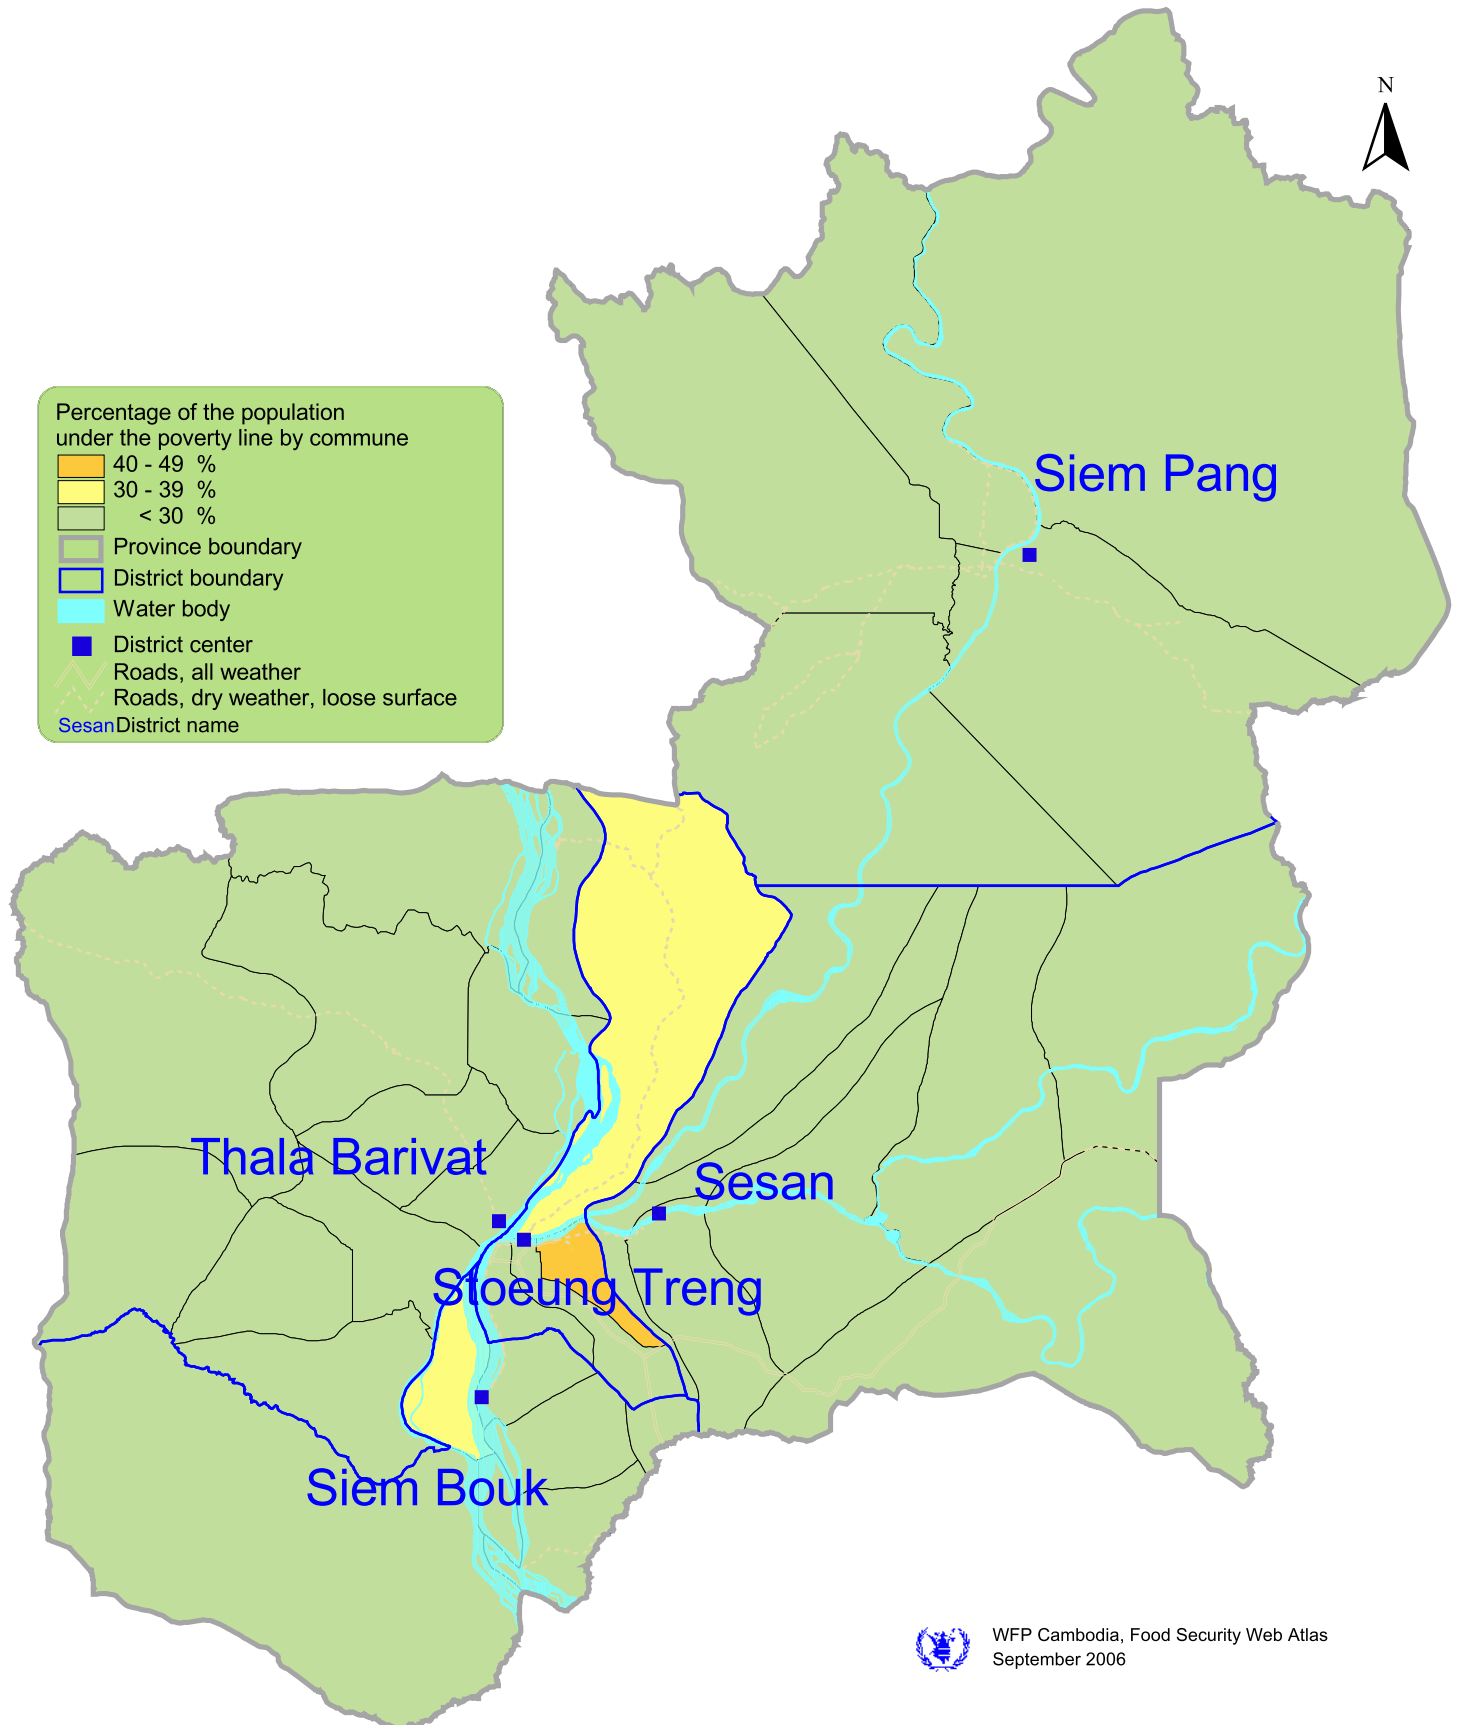 N
Siem Pang
Percentage of the population
under the poverty line by commune
40 - 49 %
30 - 39 %
< 30 %
Province boundary
District boundary
Water body
District center
Roads, all weather
Roads, dry weather, loose surface
Sesan District name
Thala Barivat
Sesan
Stoeung Treng
Siem Bouk
WFP Cambodia, Food Security Web Atlas
September 2006